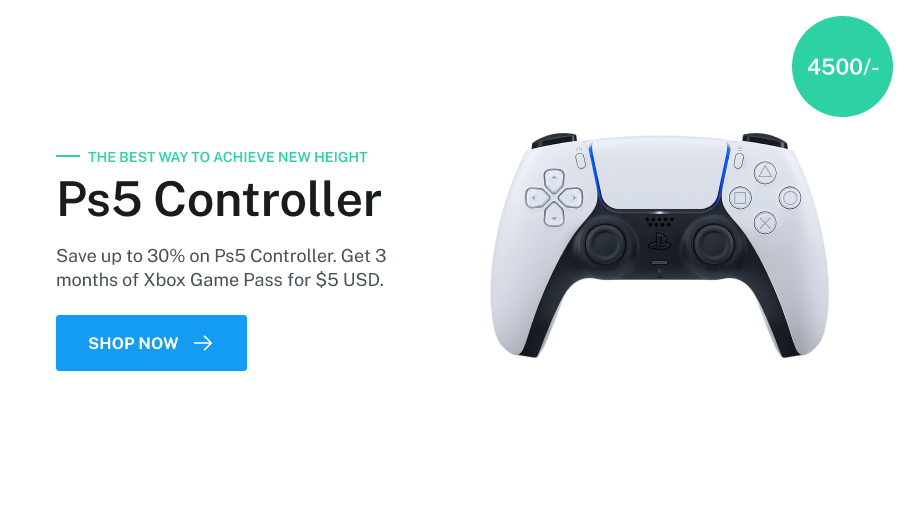 4500/-
THE BEST WAY TO ACHIEVE NEW HEIGHT
Ps5 Controller
Save up to 30% on Ps5 Controller. Get 3
months of Xbox Game Pass for $5 USD.
SHOP NOW